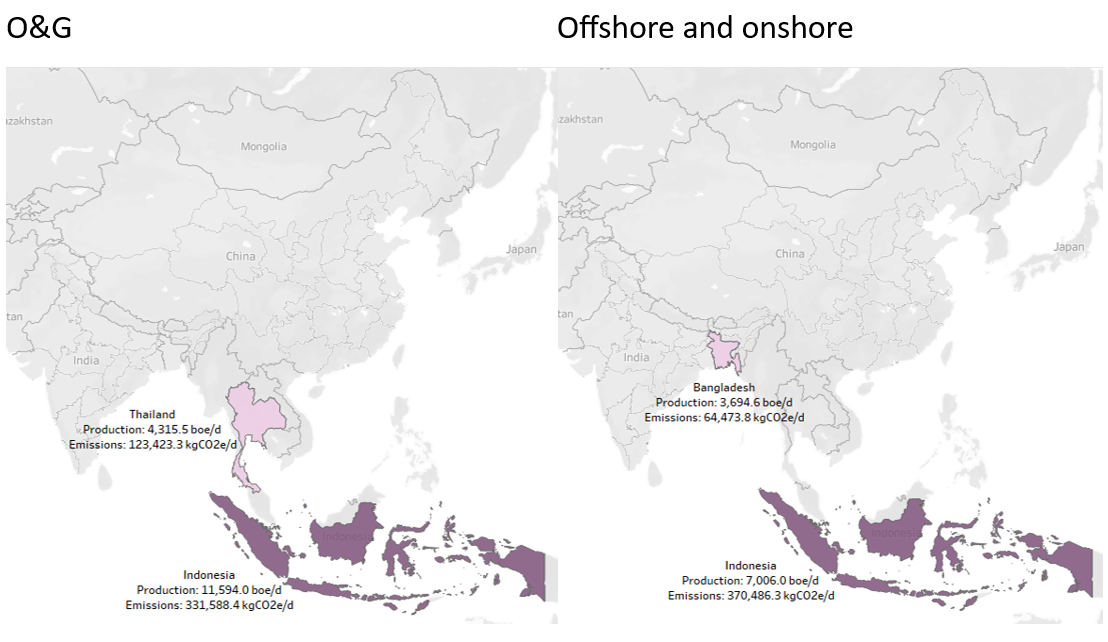 O&G
Offshore and onshore
azakhstan
Mongolia
China
Japan
tan
India
Thailand
Production: 4,315.5 boe/d
Emissions: 123,423.3 kgCO2e/d
Indonesia
Indonesia
Production: 11,594.0 boe/d
Emissions: 331,588.4 kgCO2e/d
zakhstan
Mongolia
China
Japan
tan
India
Bangladesh
Production: 3,694.6 boe/d
Emissions: 64,473.8 kgCO2e/d
Indonesia
Indonesia
Production: 7,006.0 boe/d
Emissions: 370,486.3 kgCO2e/d